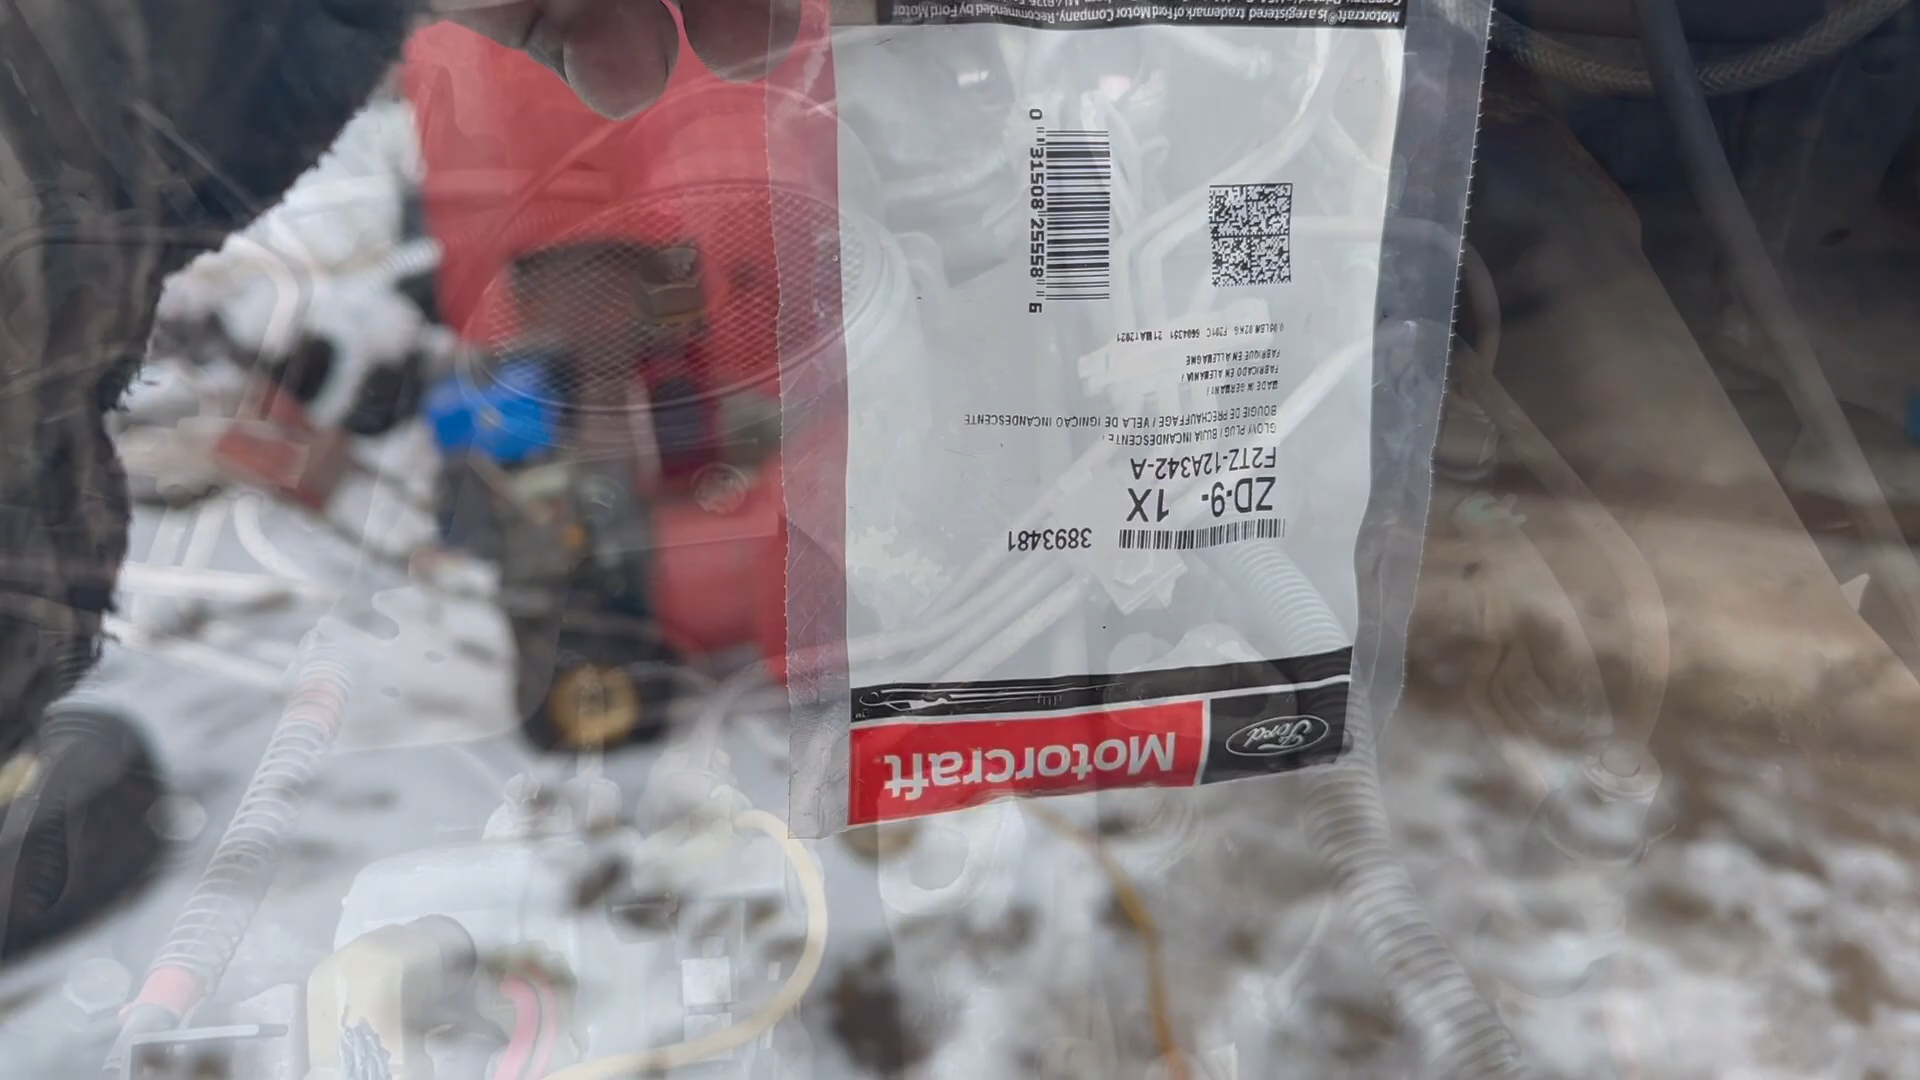 Ford
Motorcraft
3893481
ZD-9- 1X
F2TZ-12A342-A
GLOW PLUG / BUJIA INCANDESCENTE /
BOUGIE DE PRECHAUFFAGE / VELA DE IGNIÇAO INCANDESCENTE
MADE IN GERMANY /
FABRICADO EN ALEMANIA /
FABRIQUE EN ALLEMAGNE
0 31508 25558 6
Motorcraft® is a registered trademark of Ford Motor Company. Recommended by Ford Motor